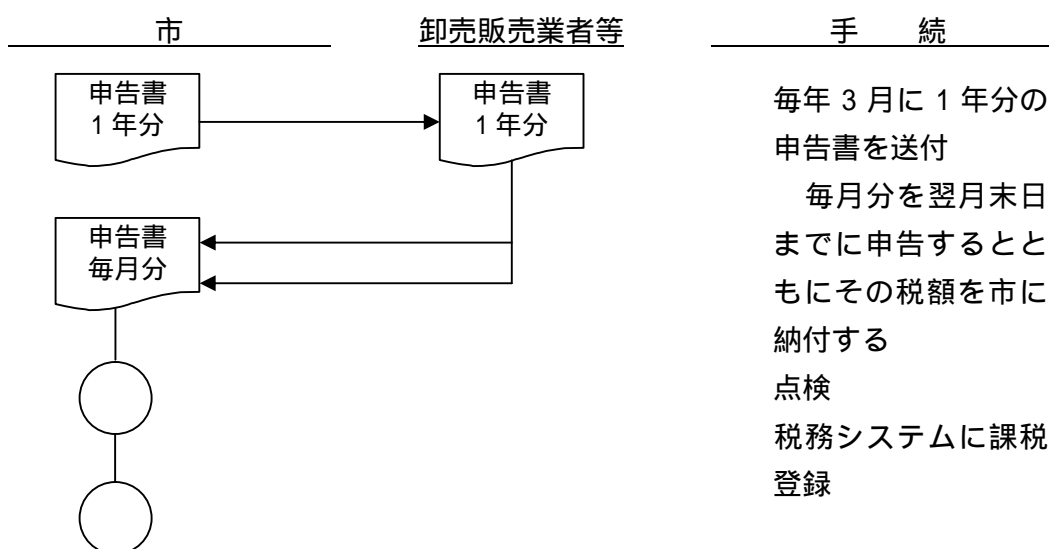 市 卸売販売業者等 手 続
申告書
1年分
申告書
1年分
申告書
毎月分
毎年3月に1年分の
申告書を送付
毎月分を翌月末日
までに申告するとと
もにその税額を市に
納付する
点検
税務システムに課税
登録